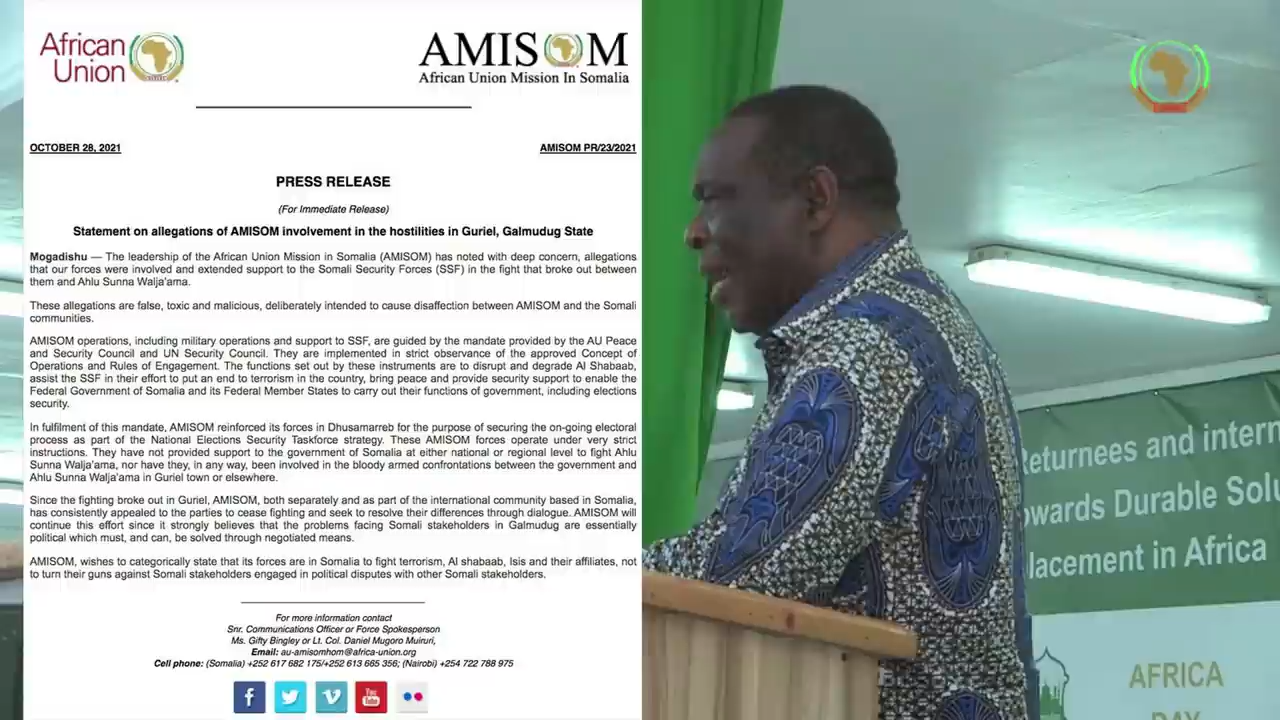 African
Union
AMISOM
African Union Mission In Somalia
OCTOBER 28, 2021
AMISOM PR/23/2021
PRESS RELEASE
(For Immediate Release)
Statement on allegations of AMISOM involvement in the hostilities in Guriel, Galmudug State
Mogadishu — The leadership of the African Union Mission in Somalia (AMISOM) has noted with deep concern, allegations
that our forces were involved and extended support to the Somali Security Forces (SSF) in the fight that broke out between
them and Ahlu Sunna Walja'ama.
These allegations are false, toxic and malicious, deliberately intended to cause disaffection between AMISOM and the Somali
communities.
AMISOM operations, including military operations and support to SSF, are guided by the mandate provided by the AU Peace
and Security Council and UN Security Council. They are implemented in strict observance of the approved Concept of
Operations and Rules of Engagement. The functions set out by these instruments are to disrupt and degrade Al Shabaab,
assist the SSF in their effort to put an end to terrorism in the country, bring peace and provide security support to enable the
Federal Government of Somalia and its Federal Member States to carry out their functions of government, including elections
security.
In fulfilment of this mandate, AMISOM reinforced its forces in Dhusamarreb for the purpose of securing the on-going electoral
process as part of the National Elections Security Taskforce strategy. These AMISOM forces operate under very strict
instructions. They have not provided support to the government of Somalia at either national or regional level to fight Ahlu
Sunna Walja'ama, nor have they, in any way, been involved in the bloody armed confrontations between the government and
Ahlu Sunna Walja'ama in Guriel town or elsewhere.
Since the fighting broke out in Guriel, AMISOM, both separately and as part of the international community based in Somalia,
has consistently appealed to the parties to cease fighting and seek to resolve their differences through dialogue. AMISOM will
continue this effort since it strongly believes that the problems facing Somali stakeholders in Galmudug are essentially
political which must, and can, be solved through negotiated means.
AMISOM, wishes to categorically state that its forces are in Somalia to fight terrorism, Al shabaab, Isis and their affiliates, not
to turn their guns against Somali stakeholders engaged in political disputes with other Somali stakeholders.
For more information contact
Snr. Communications Officer or Force Spokesperson
Ms. Gifty Bingley or Lt. Col. Daniel Mugoro Muiruri,
Email: au-amisomhom@africa-union.org
Cell phone: (Somalia) +252 617 682 175/+252 613 665 356; (Nairobi) +254 722 788 975
You
Tube
Returnees and intern
owards Durable Solu
lacement in Africa
AFRICA
DAY